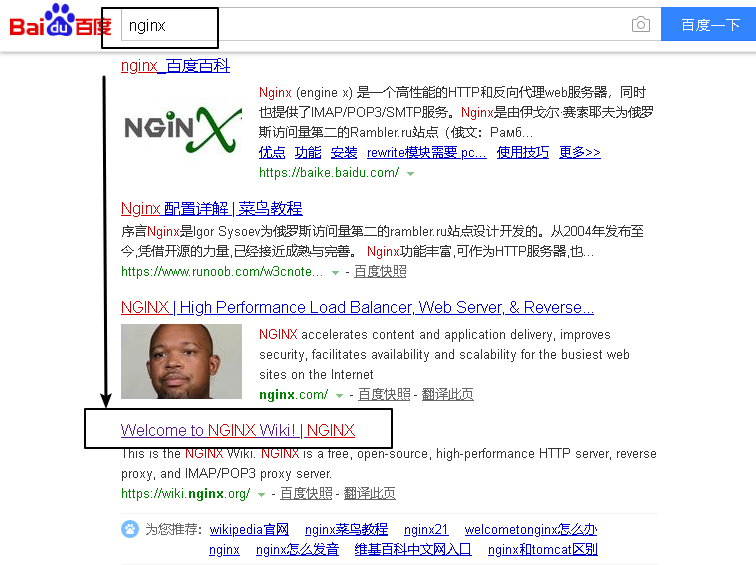 Bai du 百度 nginx 百度一下
nginx_百度百科
NGiNX
Nginx (engine x) 是一个高性能的HTTP和反向代理web服务器，同时
也提供了IMAP/POP3/SMTP服务。Nginx是由伊戈尔·赛索耶夫为俄罗
斯访问量第二的Rambler.ru站点（俄文：Рамб...
优点 功能 安装 rewrite模块需要 pc... 使用技巧 更多>>
https://baike.baidu.com/
Nginx 配置详解 | 菜鸟教程
序言Nginx是lgor Sysoev为俄罗斯访问量第二的rambler.ru站点设计开发的。从2004年发布至
今,凭借开源的力量,已经接近成熟与完善。 Nginx功能丰富,可作为HTTP服务器,也...
https://www.runoob.com/w3cnote... - 百度快照
NGINX | High Performance Load Balancer, Web Server, & Reverse...
NGINX accelerates content and application delivery, improves
security, facilitates availability and scalability for the busiest web
sites on the Internet
nginx.com/ - 百度快照 - 翻译此页
Welcome to NGINX Wiki! | NGINX
This is the NGINX Wiki. NGINX is a free, open-source, high-performance HTTP server, reverse
proxy, and IMAP/POP3 proxy server.
https://wiki.nginx.org/ - 百度快照 - 翻译此页
为您推荐: wikipedia官网 nginx菜鸟教程 nginx21 welcometonginx怎么办
nginx nginx怎么发音 维基百科中文网入口 nginx和tomcat区别